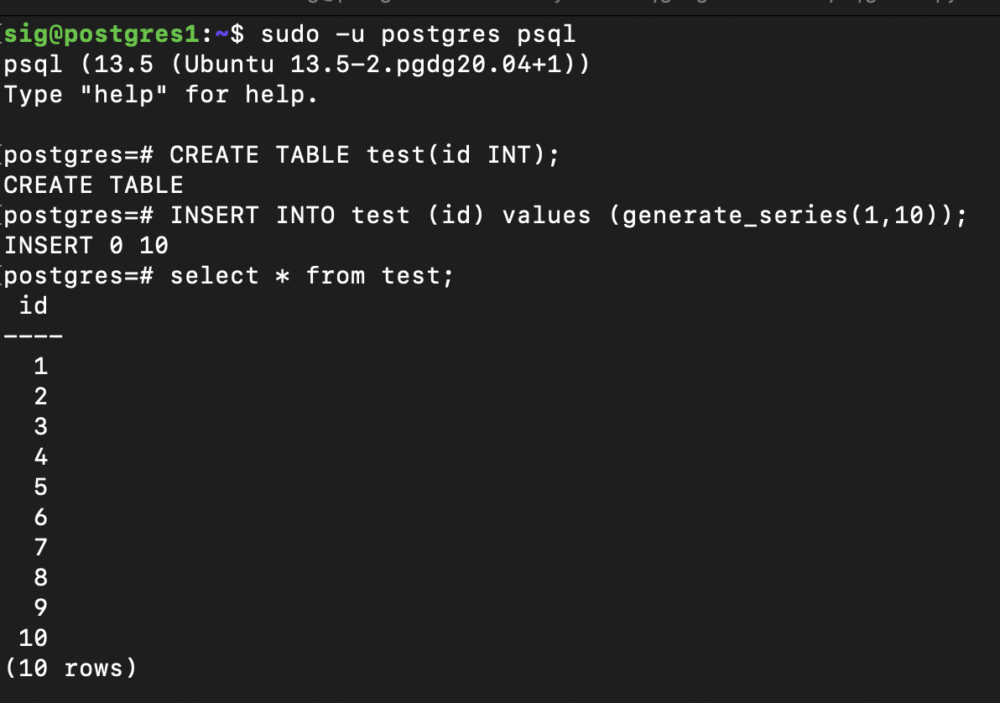 sig@postgres1:~$ sudo -u postgres psql
psql (13.5 (Ubuntu 13.5-2.pgdg20.04+1))
Type "help" for help.
postgres=# CREATE TABLE test(id INT);
CREATE TABLE
postgres=# INSERT INTO test (id) values (generate_series(1,10));
INSERT 0 10
postgres=# select * from test;
id
----
1
2
3
4
5
6
7
8
9
10
(10 rows)